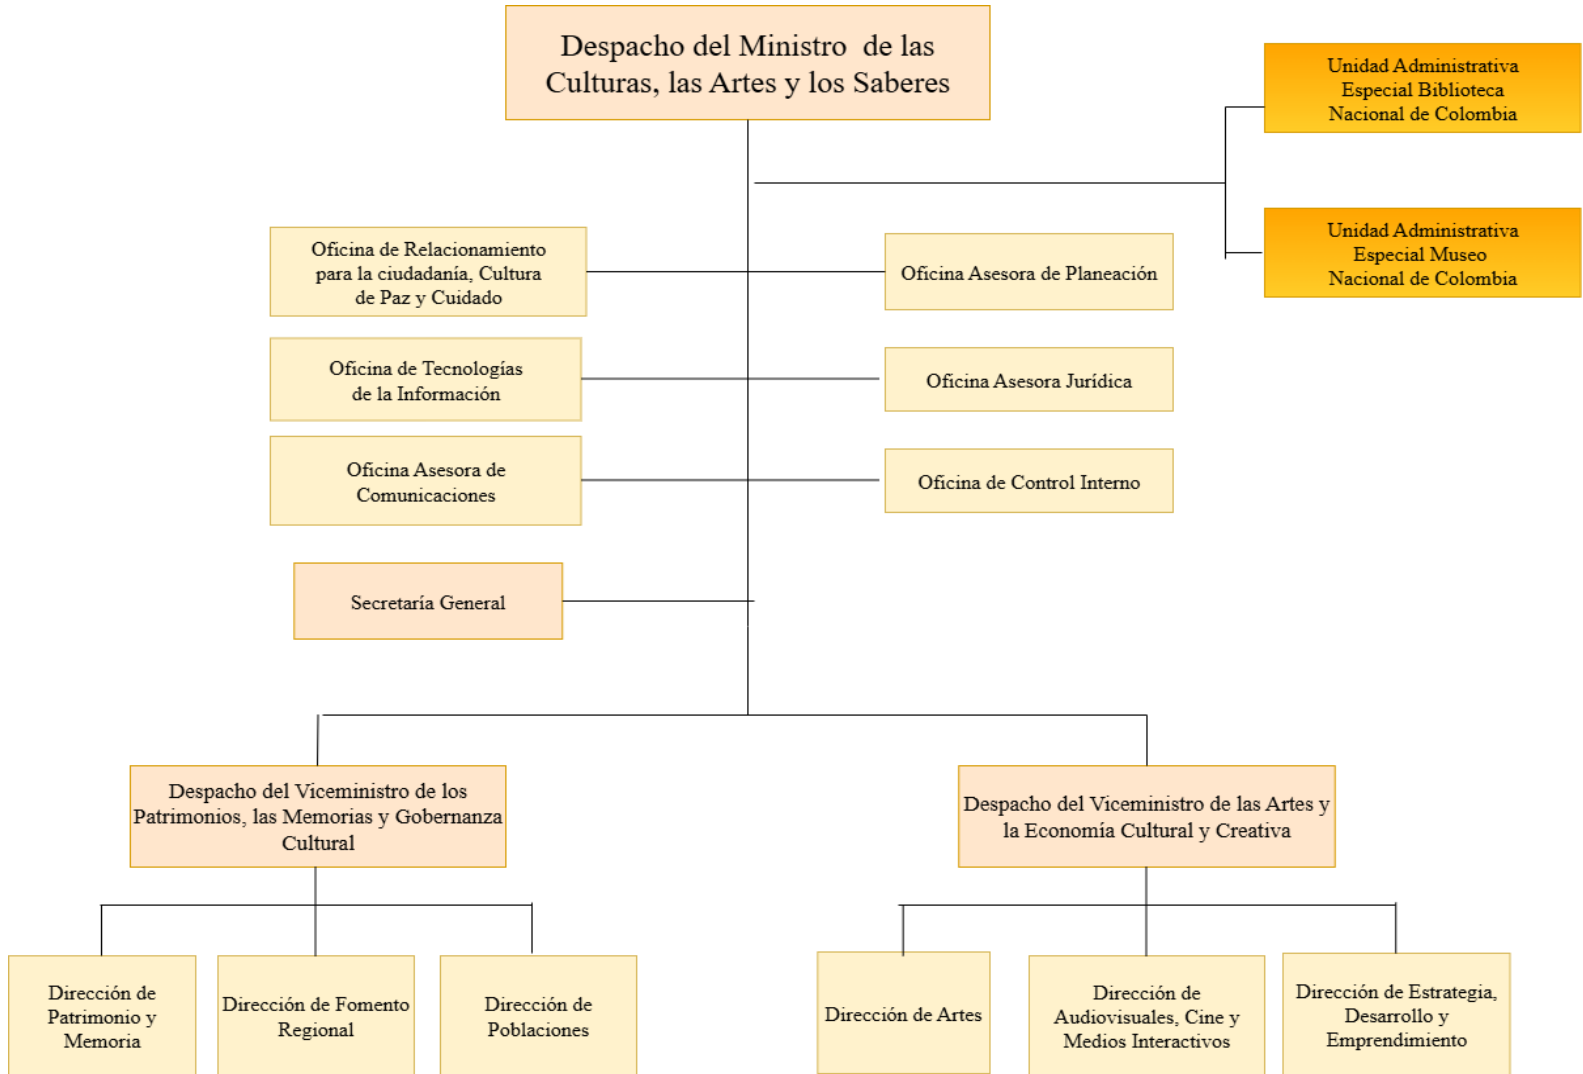 Despacho del Ministro de las
Culturas, las Artes y los Saberes
Unidad Administrativa
Especial Biblioteca
Nacional de Colombia
Unidad Administrativa
Especial Museo
Nacional de Colombia
Oficina de Relacionamiento
para la ciudadanía, Cultura
de Paz y Cuidado
Oficina Asesora de Planeación
Oficina de Tecnologías
de la Información
Oficina Asesora Jurídica
Oficina Asesora de
Comunicaciones
Oficina de Control Interno
Secretaría General
Despacho del Viceministro de los
Patrimonios, las Memorias y Gobernanza
Cultural
Despacho del Viceministro de las Artes y
la Economía Cultural y Creativa
Dirección de
Patrimonio y
Memoria
Dirección de Fomento
Regional
Dirección de
Poblaciones
Dirección de Artes
Dirección de
Audiovisuales, Cine y
Medios Interactivos
Dirección de Estrategia,
Desarrollo y
Emprendimiento